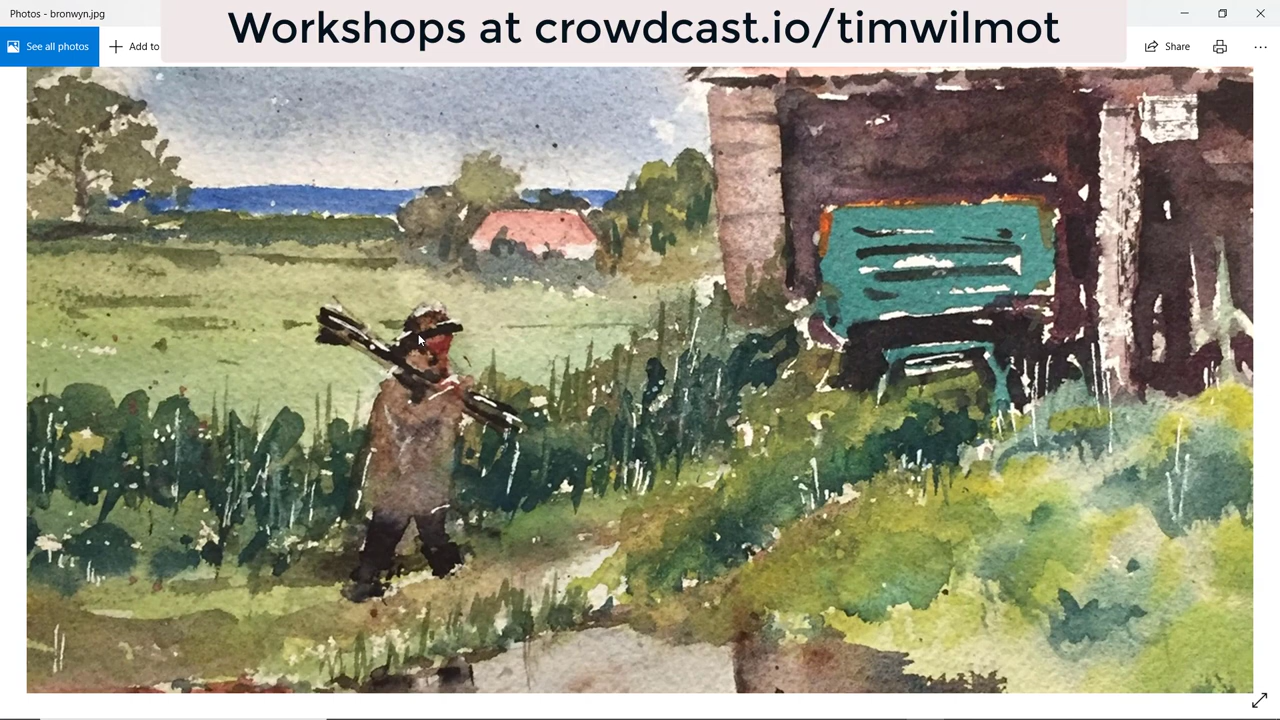 Photos - bronwyn.jpg
Workshops at crowdcast.io/timwilmot
See all photos
Add to
Share